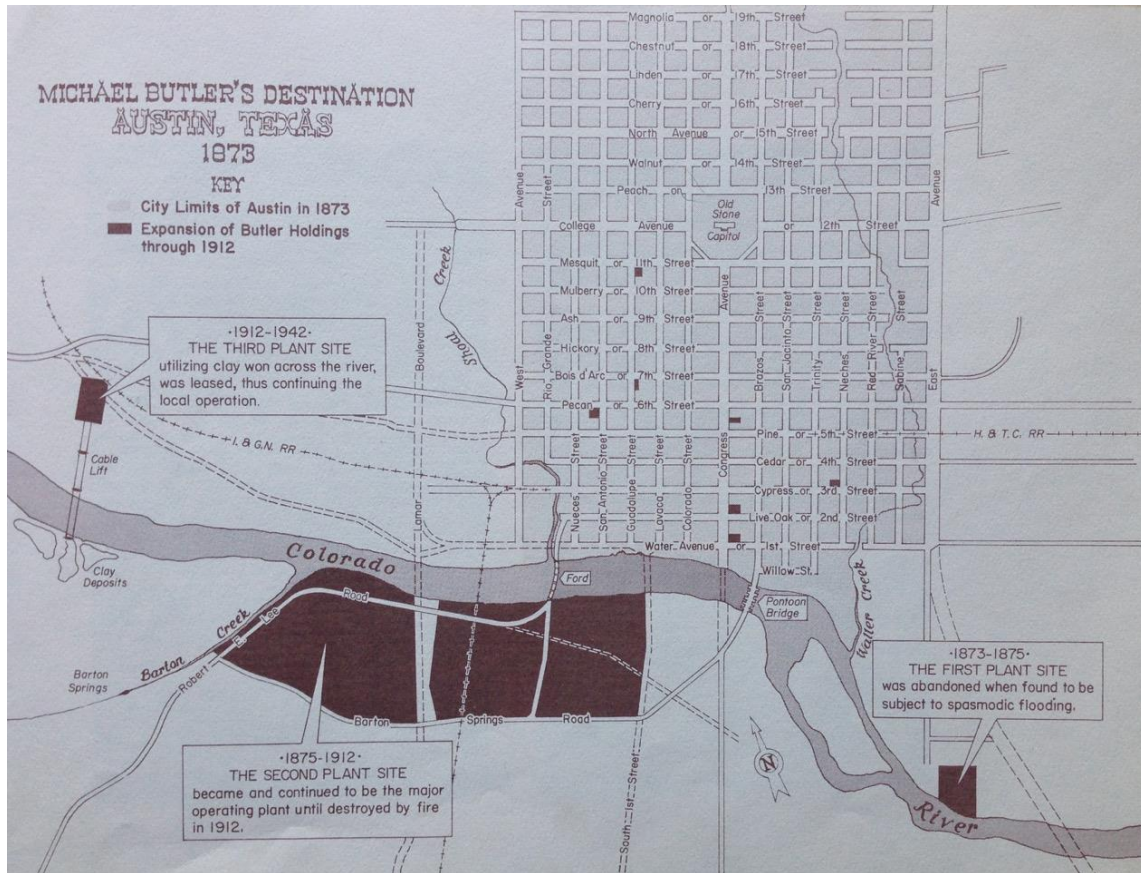 MICHAEL BUTLER'S DESTINATION
AUSTIN, TEXAS
1873
KEY
City Limits of Austin in 1873
Expansion of Butler Holdings
through 1912
Magnolia or 19th Street
Chestnut or 18th Street
Linden or 17th Street
Cherry or 16th Street
North Avenue or 15th Street
Walnut or 14th Street
Peach or 13th Street
Old
Stone
Capitol
College Avenue or 12th Street
Mesquit or 11th Street
Mulberry or 10th Street
Ash or 9th Street
Hickory or 8th Street
Bois d'Arc or 7th Street
Pecan or 6th Street
Pine or 5th Street
Cedar or 4th Street
Cypress or 3rd Street
Live Oak or 2nd Street
Water Avenue or 1st Street
Willow St.
West Avenue
Rio Grande Street
Nueces Street
San Antonio Street
Guadalupe Street
Lavaca Street
Colorado Street
Congress Avenue
Brazos Street
San Jacinto Street
Trinity Street
Neches Street
Red River Street
Sabine Street
East Avenue
H. & T.C. RR
I. & G.N. RR
Shoal Creek
Lamar Boulevard
·1912-1942·
THE THIRD PLANT SITE
utilizing clay won across the river,
was leased, thus continuing the
local operation.
Cable
Lift
Clay
Deposits
Colorado River
Ford
Pontoon
Bridge
Waller Creek
Barton Creek
Barton
Springs
Robert E. Lee Road
Barton Springs Road
South 1st Street
N
·1873-1875·
THE FIRST PLANT SITE
was abandoned when found to be
subject to spasmodic flooding.
·1875-1912·
THE SECOND PLANT SITE
became and continued to be the major
operating plant until destroyed by fire
in 1912.